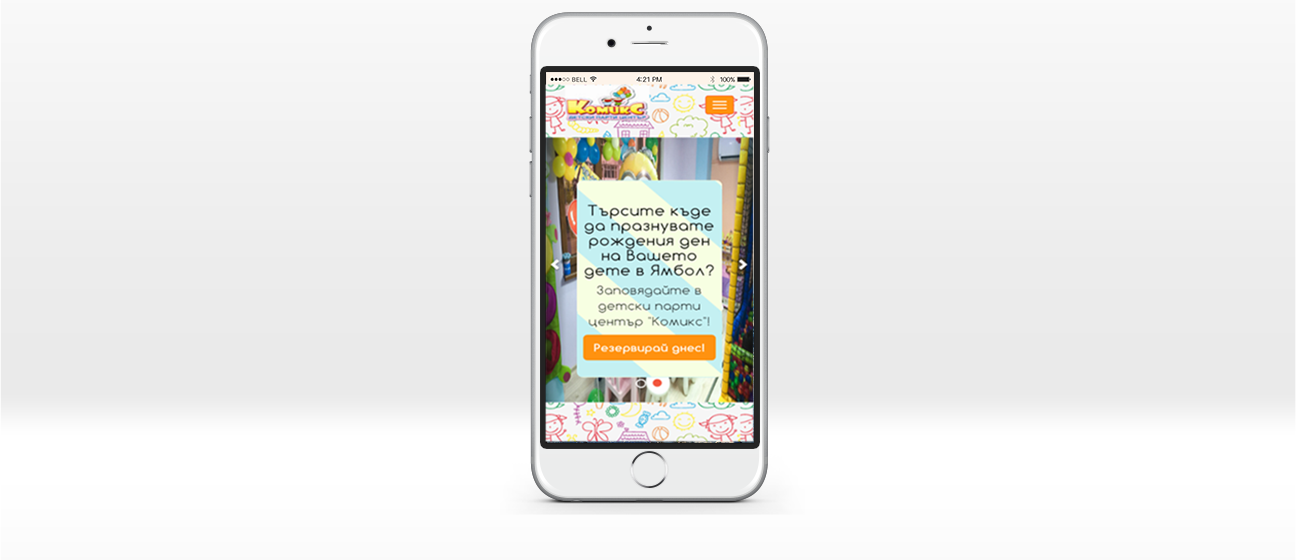 BELL 4:21 PM 100%
Комикс
Търсите къде
да празнувате
рождения ден
на Вашето
дете в Ямбол?
Заповядайте в
детски парти
център "Комикс"!
Резервирай днес!